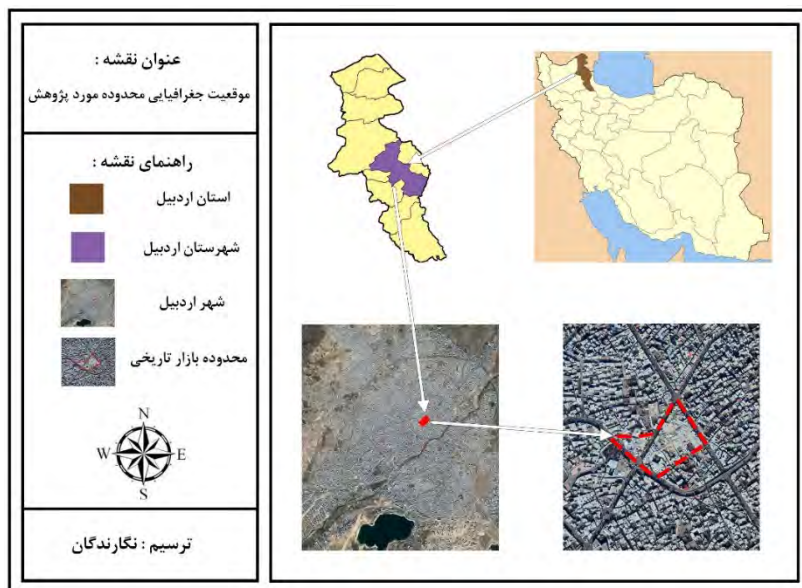 عنوان نقشه :
موقعیت جغرافیایی محدوده مورد پژوهش
راهنمای نقشه :
استان اردبیل
شهرستان اردبیل
شهر اردبیل
محدوده بازار تاریخی
N
W E
S
ترسیم : نگارندگان